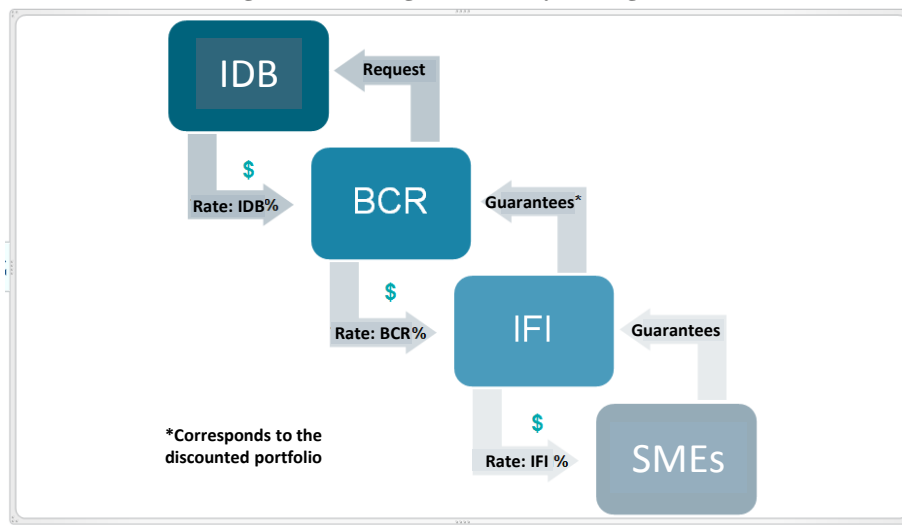 IDB
Request
$
Rate: IDB%
BCR
Guarantees*
$
Rate: BCR%
IFI
Guarantees
$
Rate: IFI %
SMEs
*Corresponds to the
discounted portfolio